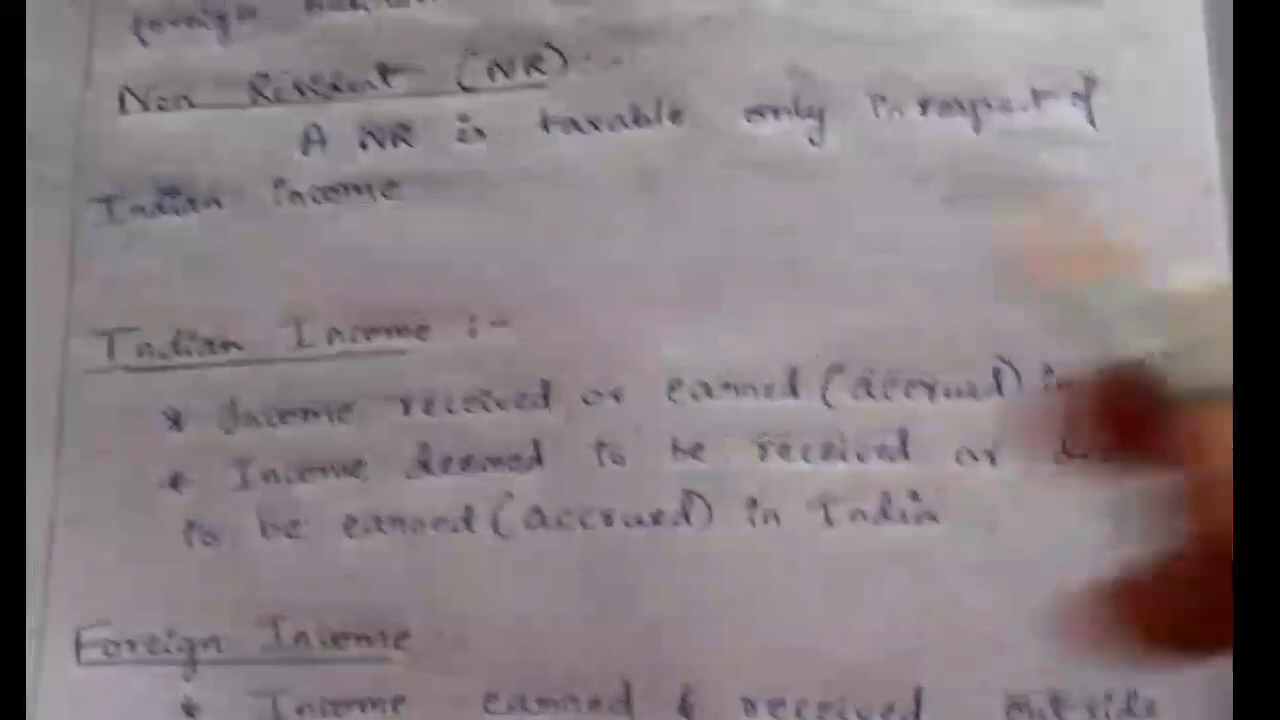 foreign
Non Resident (NR) :-
A NR is taxable only in respect of
Indian income
Indian Income :-
* Income received or earned (accrued) in
* Income deemed to be received or
to be earned (accrued) in India
Foreign Income
* Income earned & received outside